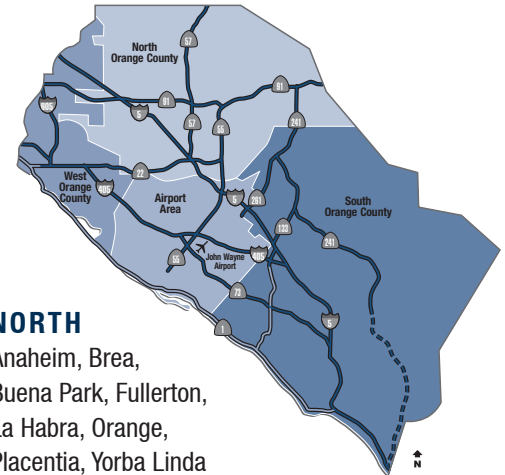 57
North
Orange County
91
91
605
5
57
55
241
22
West
Orange
County
405
Airport
Area
5
261
South
Orange County
133
241
55
John Wayne
Airport
405
73
1
5
N
NORTH
Anaheim, Brea,
Buena Park, Fullerton,
La Habra, Orange,
Placentia, Yorba Linda